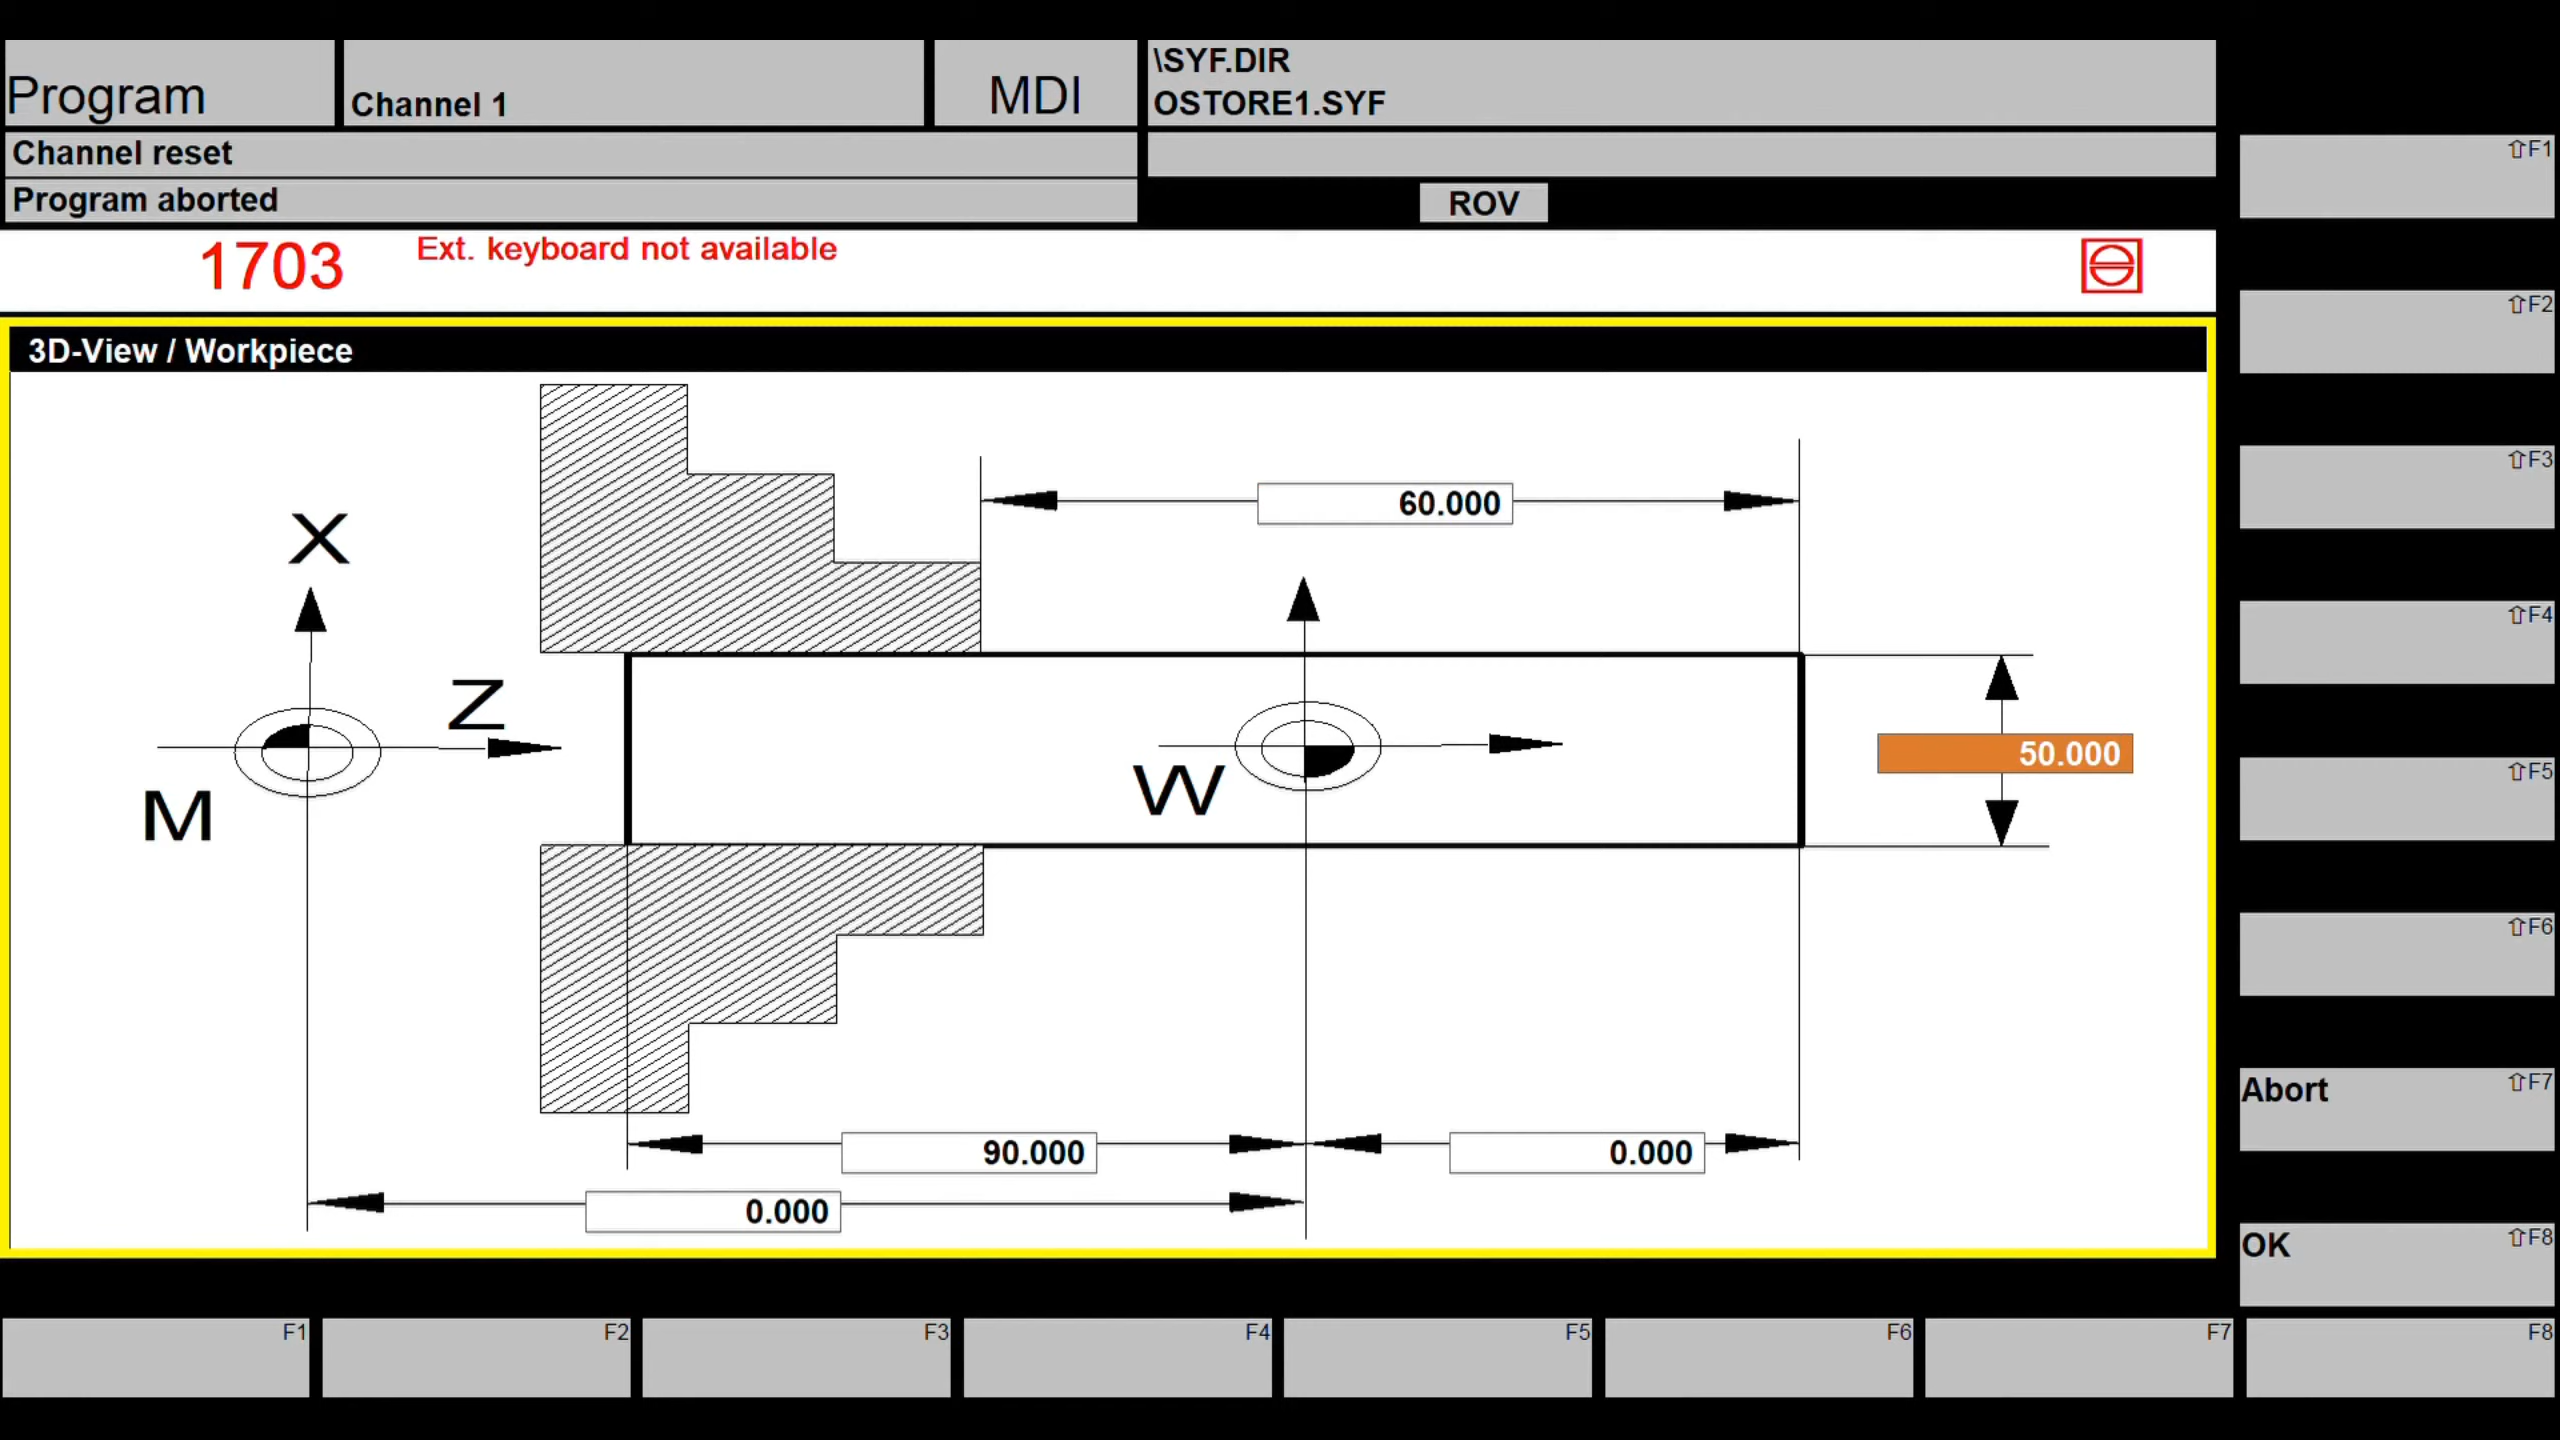 Program
Channel 1
MDI
\SYF.DIR
OSTORE1.SYF
Channel reset
Program aborted
ROV
1703
Ext. keyboard not available
3D-View / Workpiece
60.000
X
Z
M
W
50.000
90.000
0.000
0.000
⇧F1
⇧F2
⇧F3
⇧F4
⇧F5
⇧F6
Abort ⇧F7
OK ⇧F8
F1
F2
F3
F4
F5
F6
F7
F8